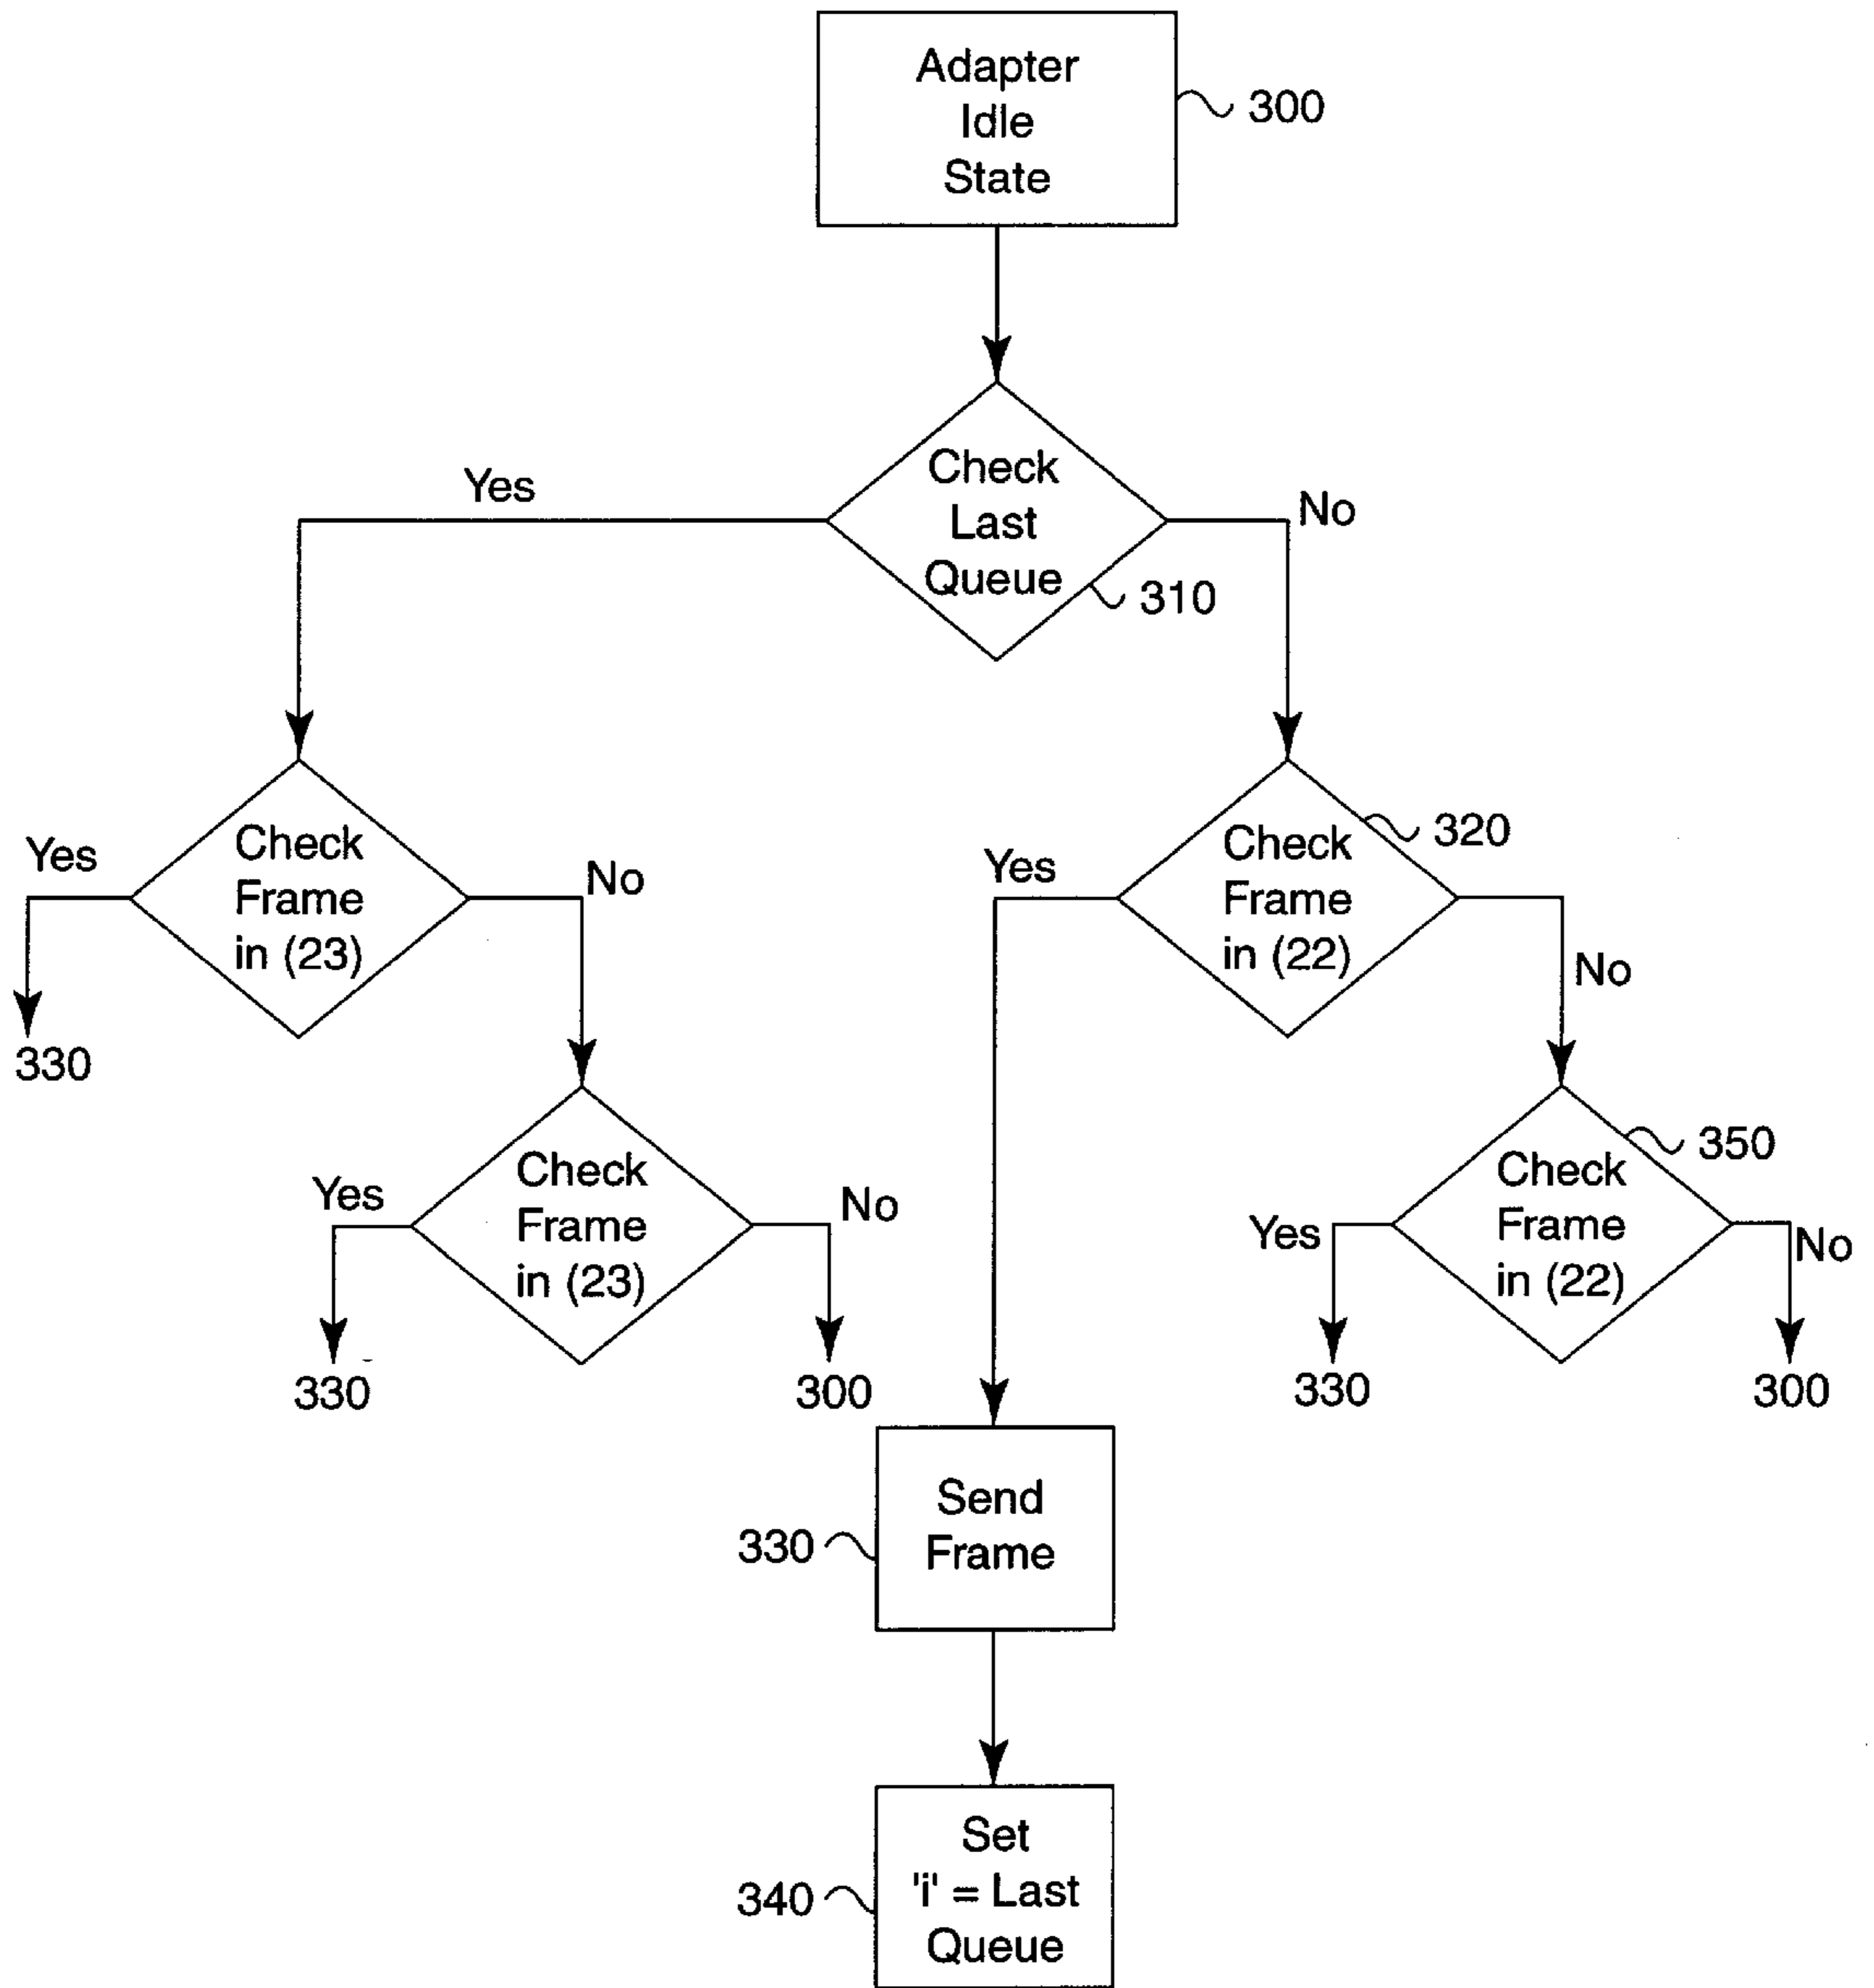 Adapter
Idle
State
300
Check
Last
Queue
310
Yes
No
Check
Frame
in (23)
Yes
No
330
Check
Frame
in (22)
320
Yes
No
Check
Frame
in (23)
Yes
No
330
300
Check
Frame
in (22)
350
Yes
No
330
300
Send
Frame
330
Set
'i' = Last
Queue
340